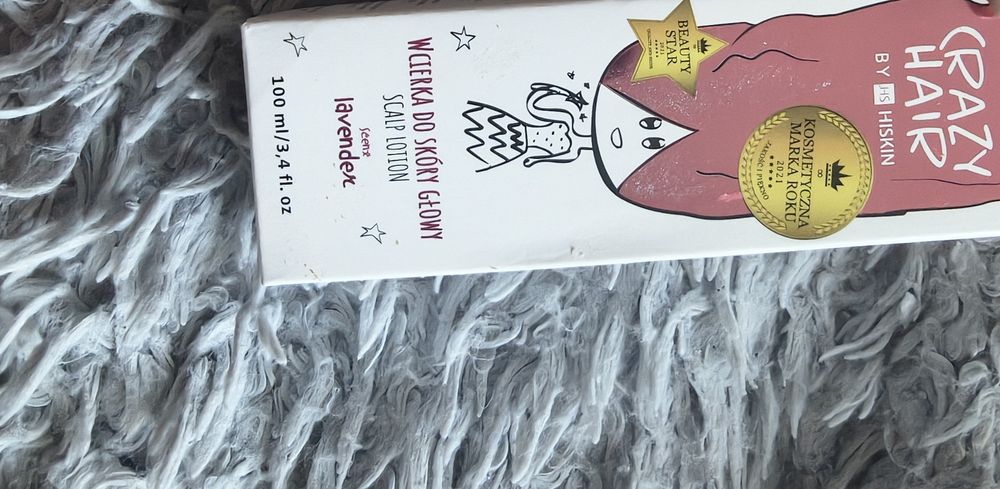 CRAZY
HAIR
BY HS HISKIN
BEAUTY
STAR
2021
KOSMETYCZNA
MARKA ROKU
2021
WCIERKA DO SKÓRY GŁOWY
SCALP LOTION
scent
lavender
100 ml/3,4 fl. oz